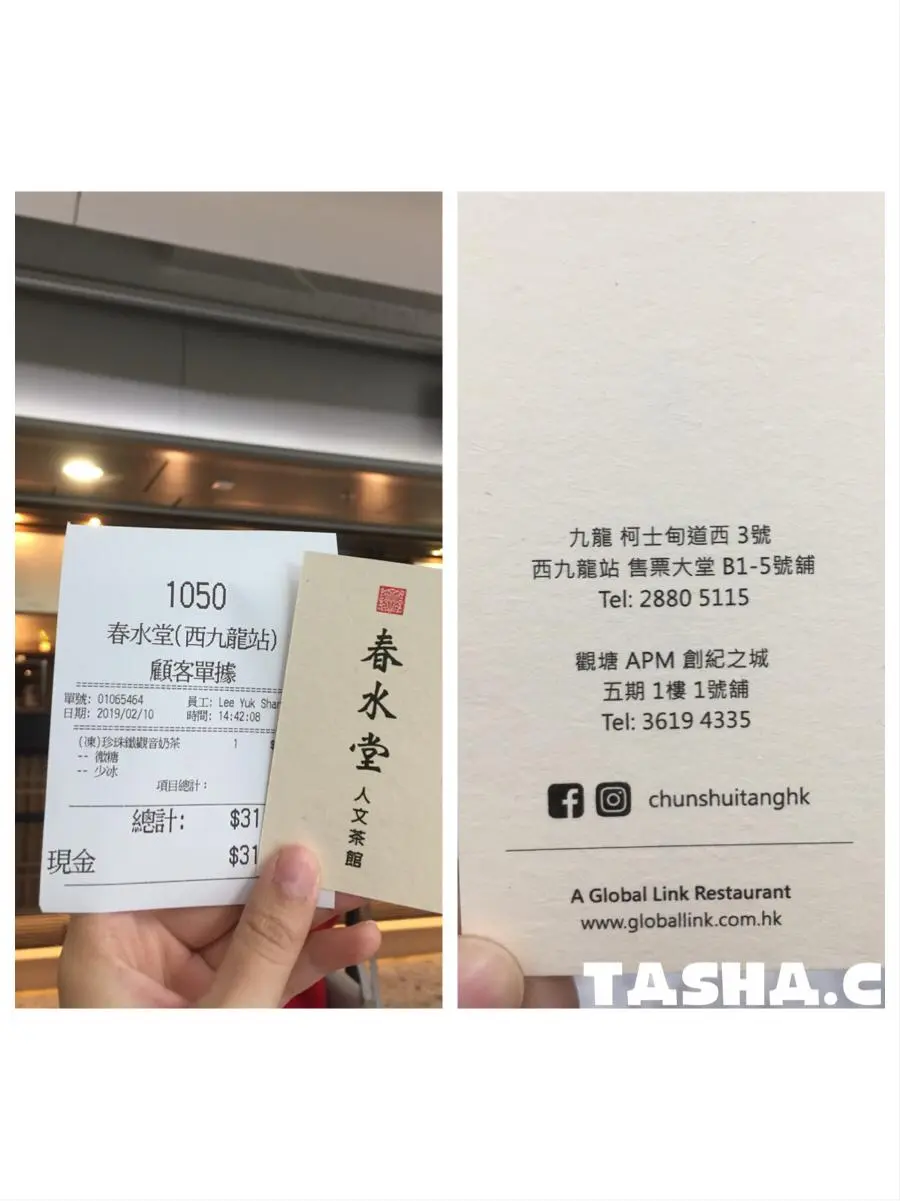 1050
春水堂(西九龍站)
顧客單據
單號: 01065464 員工: Lee Yuk Shan
日期: 2019/02/10 時間: 14:42:08
(凍)珍珠鐵觀音奶茶 1 $
-- 微糖
-- 少冰
項目總計:
總計: $31
現金 $31
春水堂
人文茶館
九龍 柯士甸道西 3號
西九龍站 售票大堂 B1-5號舖
Tel: 2880 5115
觀塘 APM 創紀之城
五期 1樓 1號舖
Tel: 3619 4335
chunshuitanghk
A Global Link Restaurant
www.globallink.com.hk
TASHA.C